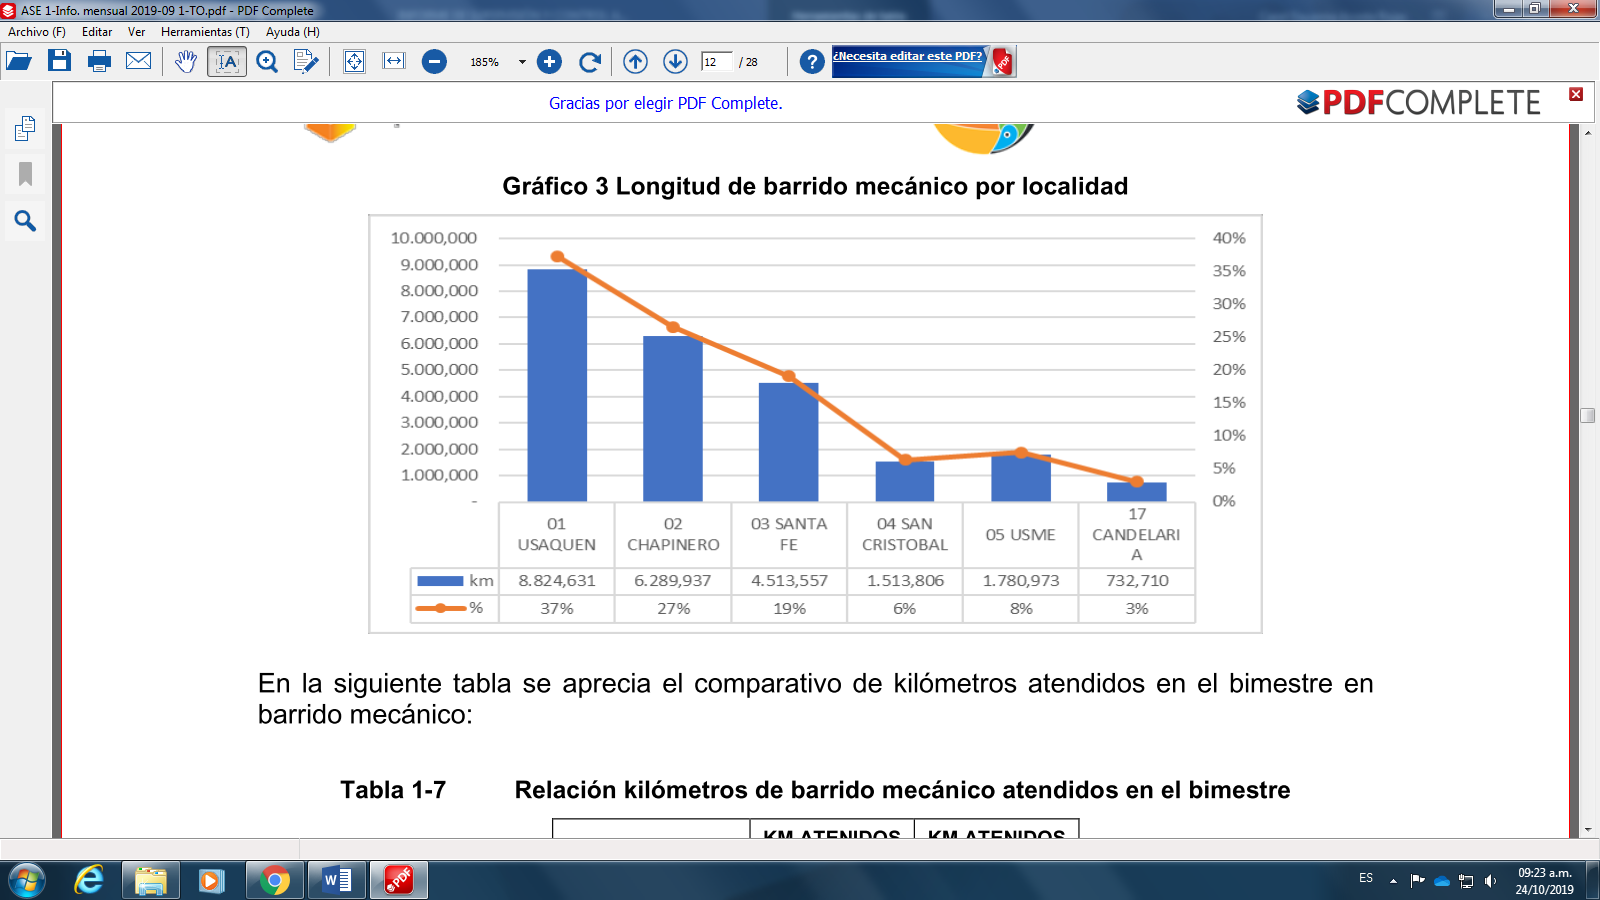 ASE 1-Info. mensual 2019-09 1-TO.pdf - PDF Complete
Archivo (F) Editar Ver Herramientas (T) Ayuda (H)
185% 12 / 28 ¿Necesita editar este PDF?
Gracias por elegir PDF Complete.
PDFCOMPLETE
Gráfico 3 Longitud de barrido mecánico por localidad
10.000,000 40%
9.000,000 35%
8.000,000 30%
7.000,000 25%
6.000,000 20%
5.000,000 15%
4.000,000 10%
3.000,000 5%
2.000,000 0%
1.000,000
-
01 USAQUEN
02 CHAPINERO
03 SANTA FE
04 SAN CRISTOBAL
05 USME
17 CANDELARI A
km 8.824,631 6.289,937 4.513,557 1.513,806 1.780,973 732,710
% 37% 27% 19% 6% 8% 3%
En la siguiente tabla se aprecia el comparativo de kilómetros atendidos en el bimestre en
barrido mecánico:
Tabla 1-7 Relación kilómetros de barrido mecánico atendidos en el bimestre
KM ATENIDOS KM ATENIDOS
ES
09:23 a.m.
24/10/2019